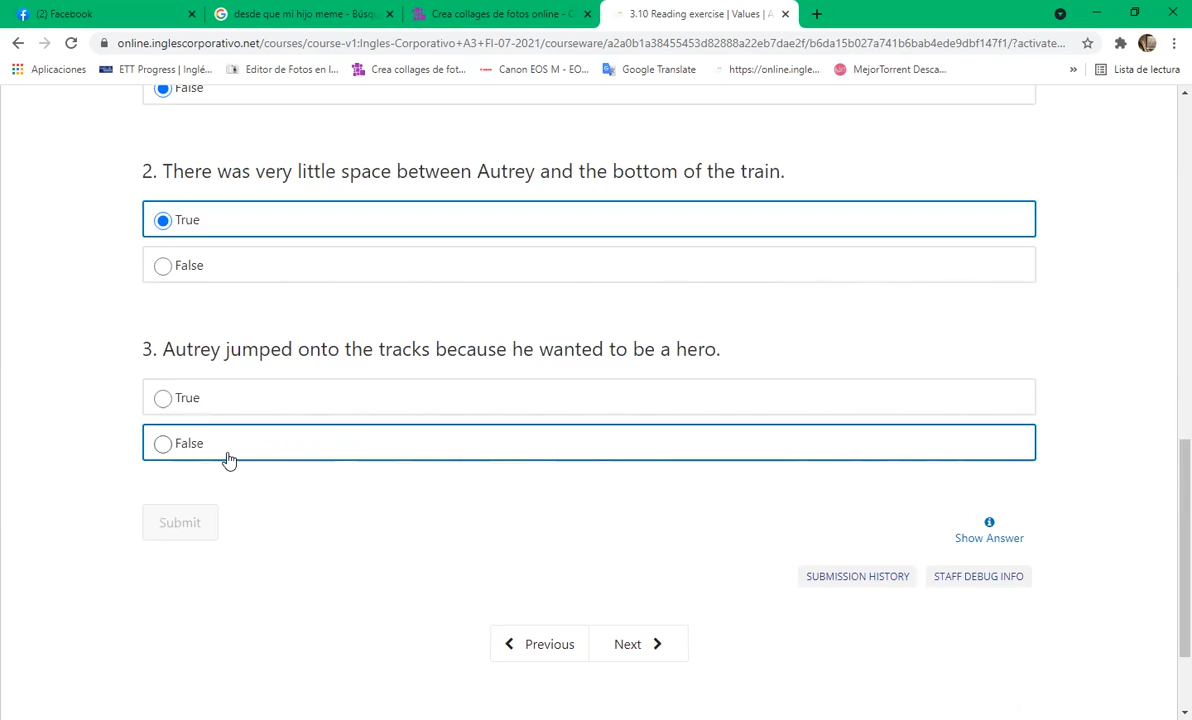 (2) Facebook
desde que mi hijo meme - Búsqu
Crea collages de fotos online - C
3.10 Reading exercise | Values | A
online.inglescorporativo.net/courses/course-v1:Ingles-Corporativo+A3+FI-07-2021/courseware/a2a0b1a38455453d82888a22eb7dae2f/b6da15b027a741b6bab4ede9dbf147f1/?activate...
Aplicaciones
ETT Progress | Inglé...
Editor de Fotos en l...
Crea collages de fot...
Canon EOS M - EO...
Google Translate
https://online.ingle...
MejorTorrent Desca...
»
Lista de lectura
False
2. There was very little space between Autrey and the bottom of the train.
True
False
3. Autrey jumped onto the tracks because he wanted to be a hero.
True
False
Submit
Show Answer
SUBMISSION HISTORY
STAFF DEBUG INFO
Previous
Next